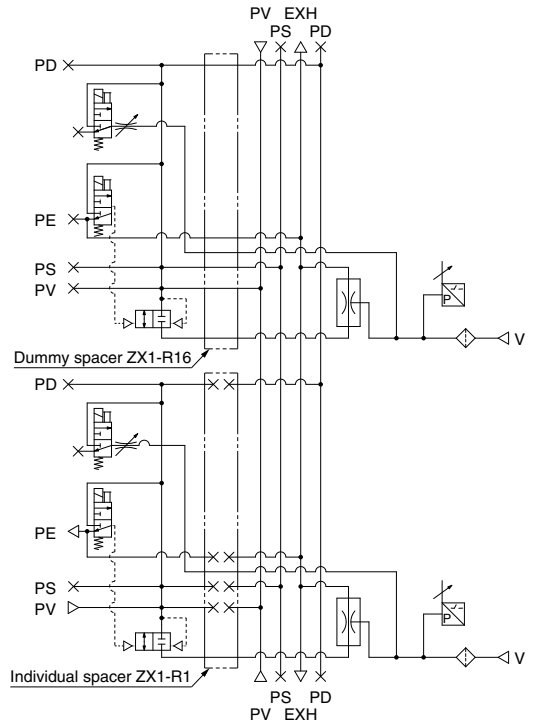 PV EXH
PS PD
PD
PE
PS
PV
P
V
Dummy spacer ZX1-R16
PD
PE
PS
PV
P
V
Individual spacer ZX1-R1
PS PD
PV EXH